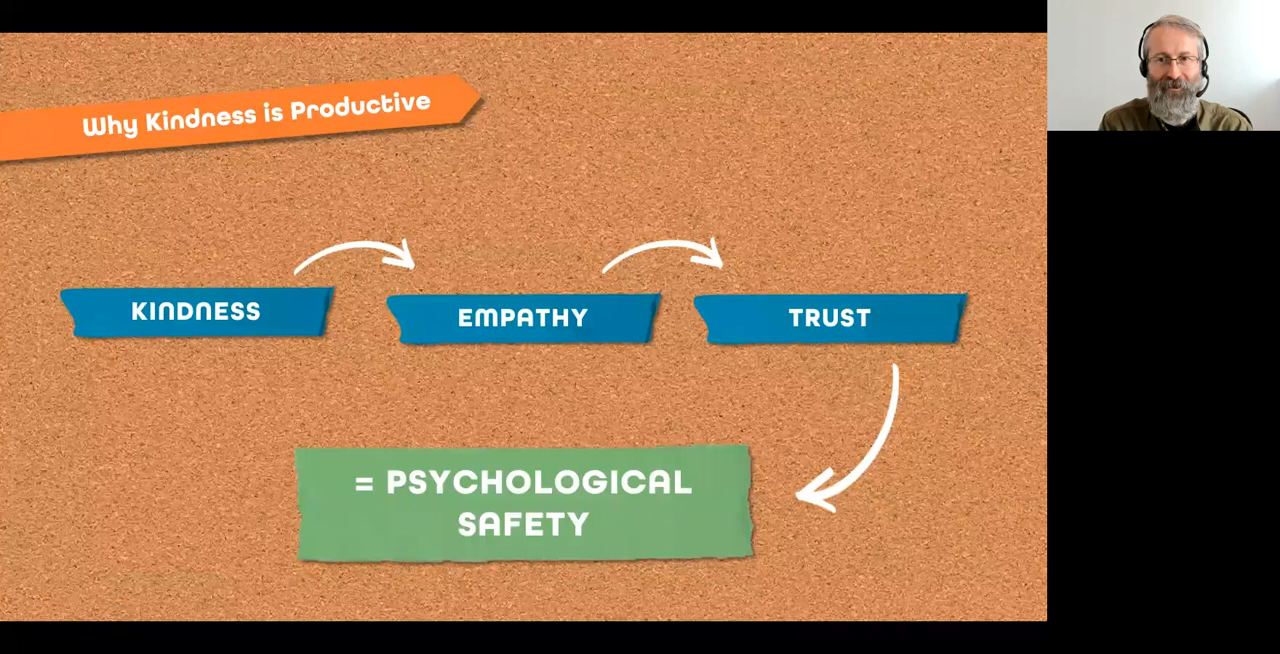 Why Kindness is Productive
KINDNESS
EMPATHY
TRUST
= PSYCHOLOGICAL
SAFETY